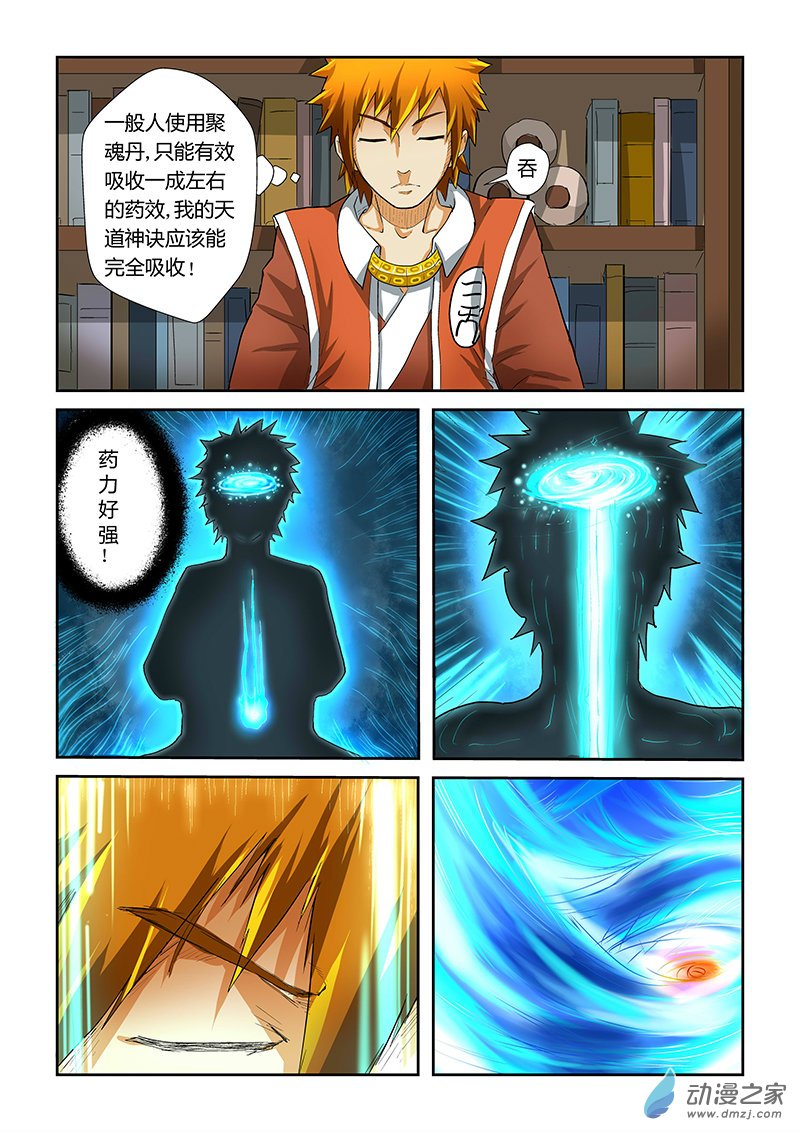 一般人使用聚
魂丹,只能有效
吸收一成左右
的药效,我的天
道神诀应该能
完全吸收!
吞
药力好强!
动漫之家
www.dmzj.com